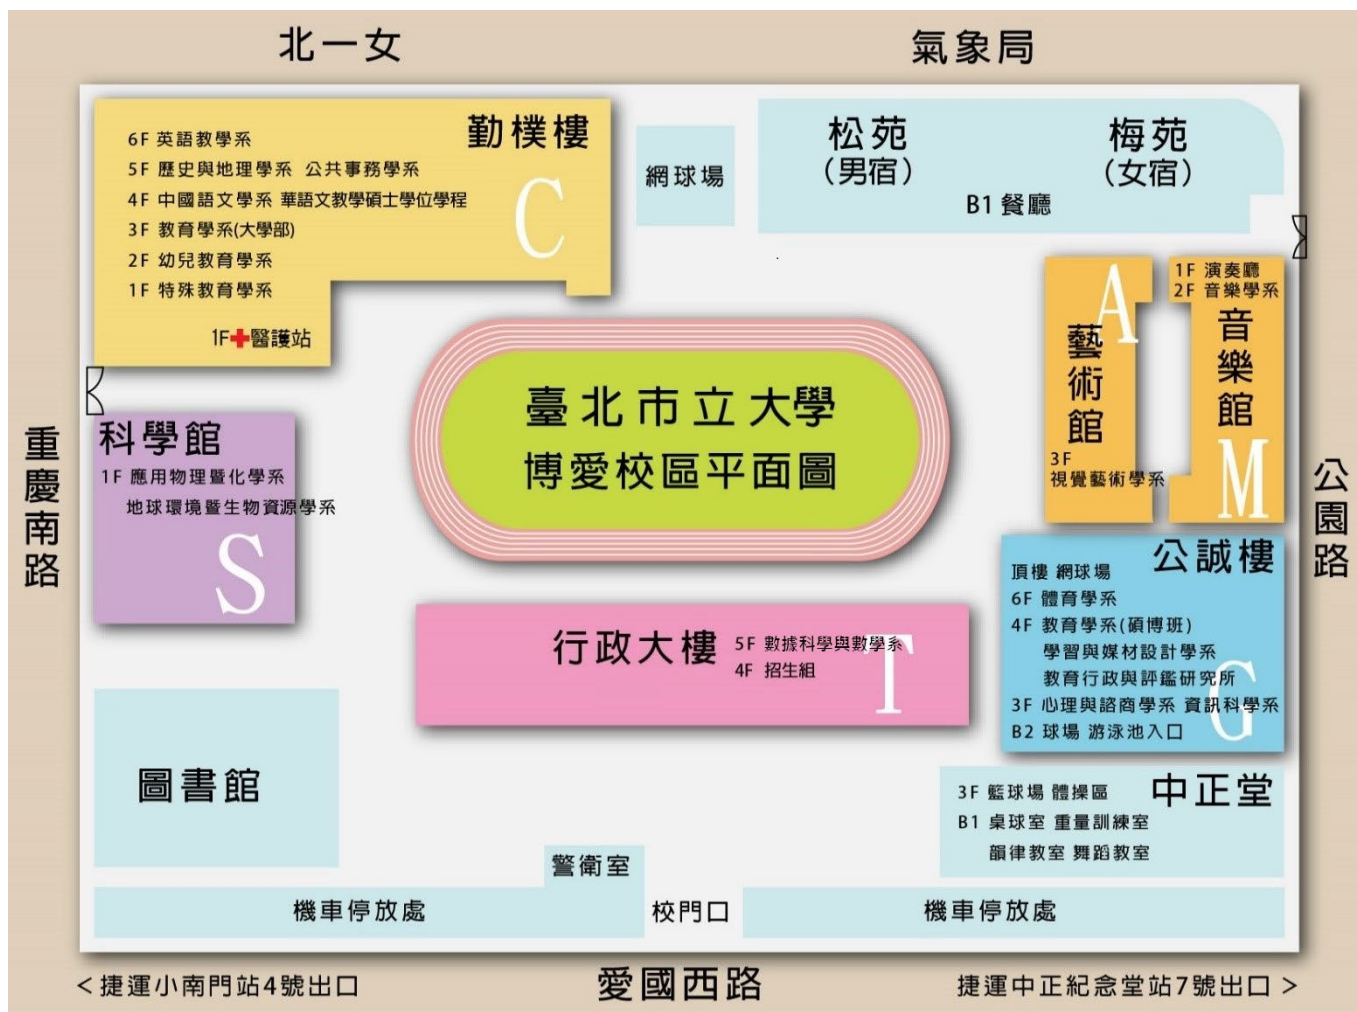 北一女
氣象局
勤樸樓
6F 英語教學系
5F 歷史與地理學系 公共事務學系
4F 中國語文學系 華語文教學碩士學位學程
3F 教育學系(大學部)
2F 幼兒教育學系
1F 特殊教育學系
C
1F 醫護站
網球場
松苑
(男宿)
梅苑
(女宿)
B1 餐廳
A
藝術館
3F
視覺藝術學系
1F 演奏廳
2F 音樂學系
音樂館
M
臺北市立大學
博愛校區平面圖
重慶南路
科學館
1F 應用物理暨化學系
地球環境暨生物資源學系
S
公園路
公誠樓
頂樓 網球場
6F 體育學系
4F 教育學系(碩博班)
學習與媒材設計學系
教育行政與評鑑研究所
3F 心理與諮商學系 資訊科學系
B2 球場 游泳池入口
G
行政大樓
5F 數據科學與數學系
4F 招生組
T
圖書館
中正堂
3F 籃球場 體操區
B1 桌球室 重量訓練室
韻律教室 舞蹈教室
警衛室
機車停放處
校門口
機車停放處
<捷運小南門站4號出口
愛國西路
捷運中正紀念堂站7號出口>